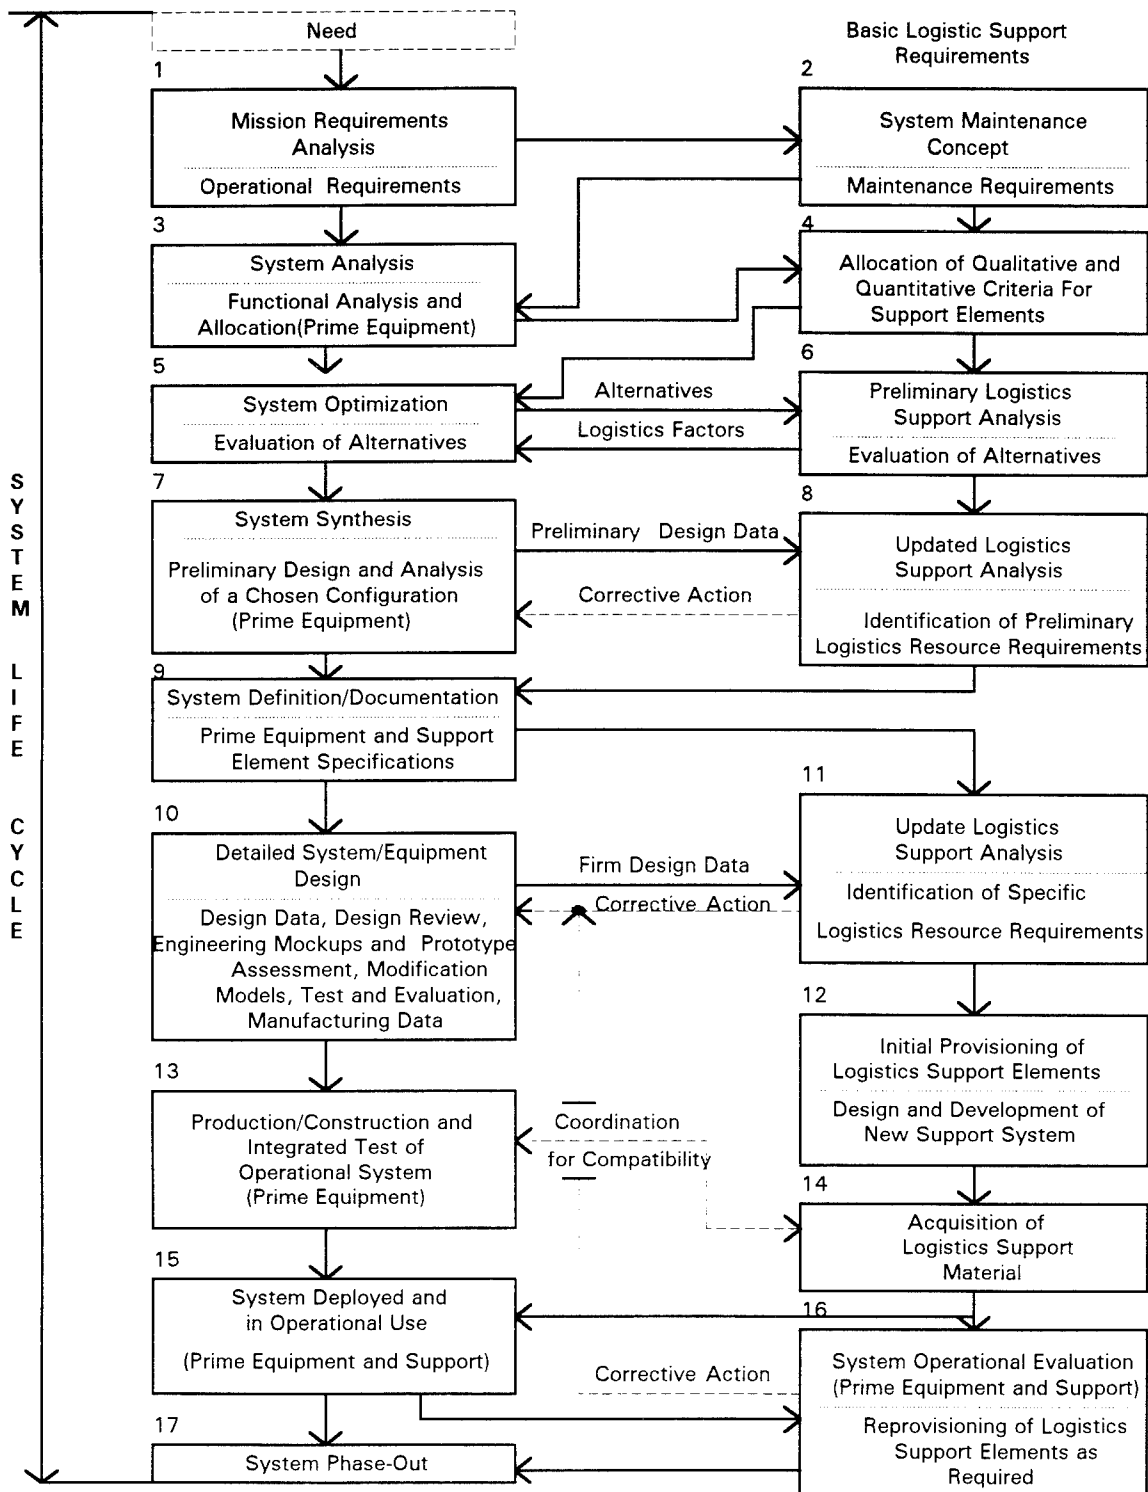 Need
Basic Logistic Support
Requirements
1
Mission Requirements
Analysis
Operational Requirements
2
System Maintenance
Concept
Maintenance Requirements
3
System Analysis
Functional Analysis and
Allocation(Prime Equipment)
4
Allocation of Qualitative and
Quantitative Criteria For
Support Elements
5
System Optimization
Evaluation of Alternatives
Alternatives
Logistics Factors
6
Preliminary Logistics
Support Analysis
Evaluation of Alternatives
7
System Synthesis
Preliminary Design and Analysis
of a Chosen Configuration
(Prime Equipment)
Preliminary Design Data
Corrective Action
8
Updated Logistics
Support Analysis
Identification of Preliminary
Logistics Resource Requirements
9
System Definition/Documentation
Prime Equipment and Support
Element Specifications
10
Detailed System/Equipment
Design
Design Data, Design Review,
Engineering Mockups and Prototype
Assessment, Modification
Models, Test and Evaluation,
Manufacturing Data
Firm Design Data
Corrective Action
11
Update Logistics
Support Analysis
Identification of Specific
Logistics Resource Requirements
12
Initial Provisioning of
Logistics Support Elements
Design and Development of
New Support System
13
Production/Construction and
Integrated Test of
Operational System
(Prime Equipment)
Coordination
for Compatibility
14
Acquisition of
Logistics Support
Material
15
System Deployed and
in Operational Use
(Prime Equipment and Support)
Corrective Action
16
System Operational Evaluation
(Prime Equipment and Support)
Reprovisioning of Logistics
Support Elements as
Required
17
System Phase-Out
SYSTEM LIFE CYCLE